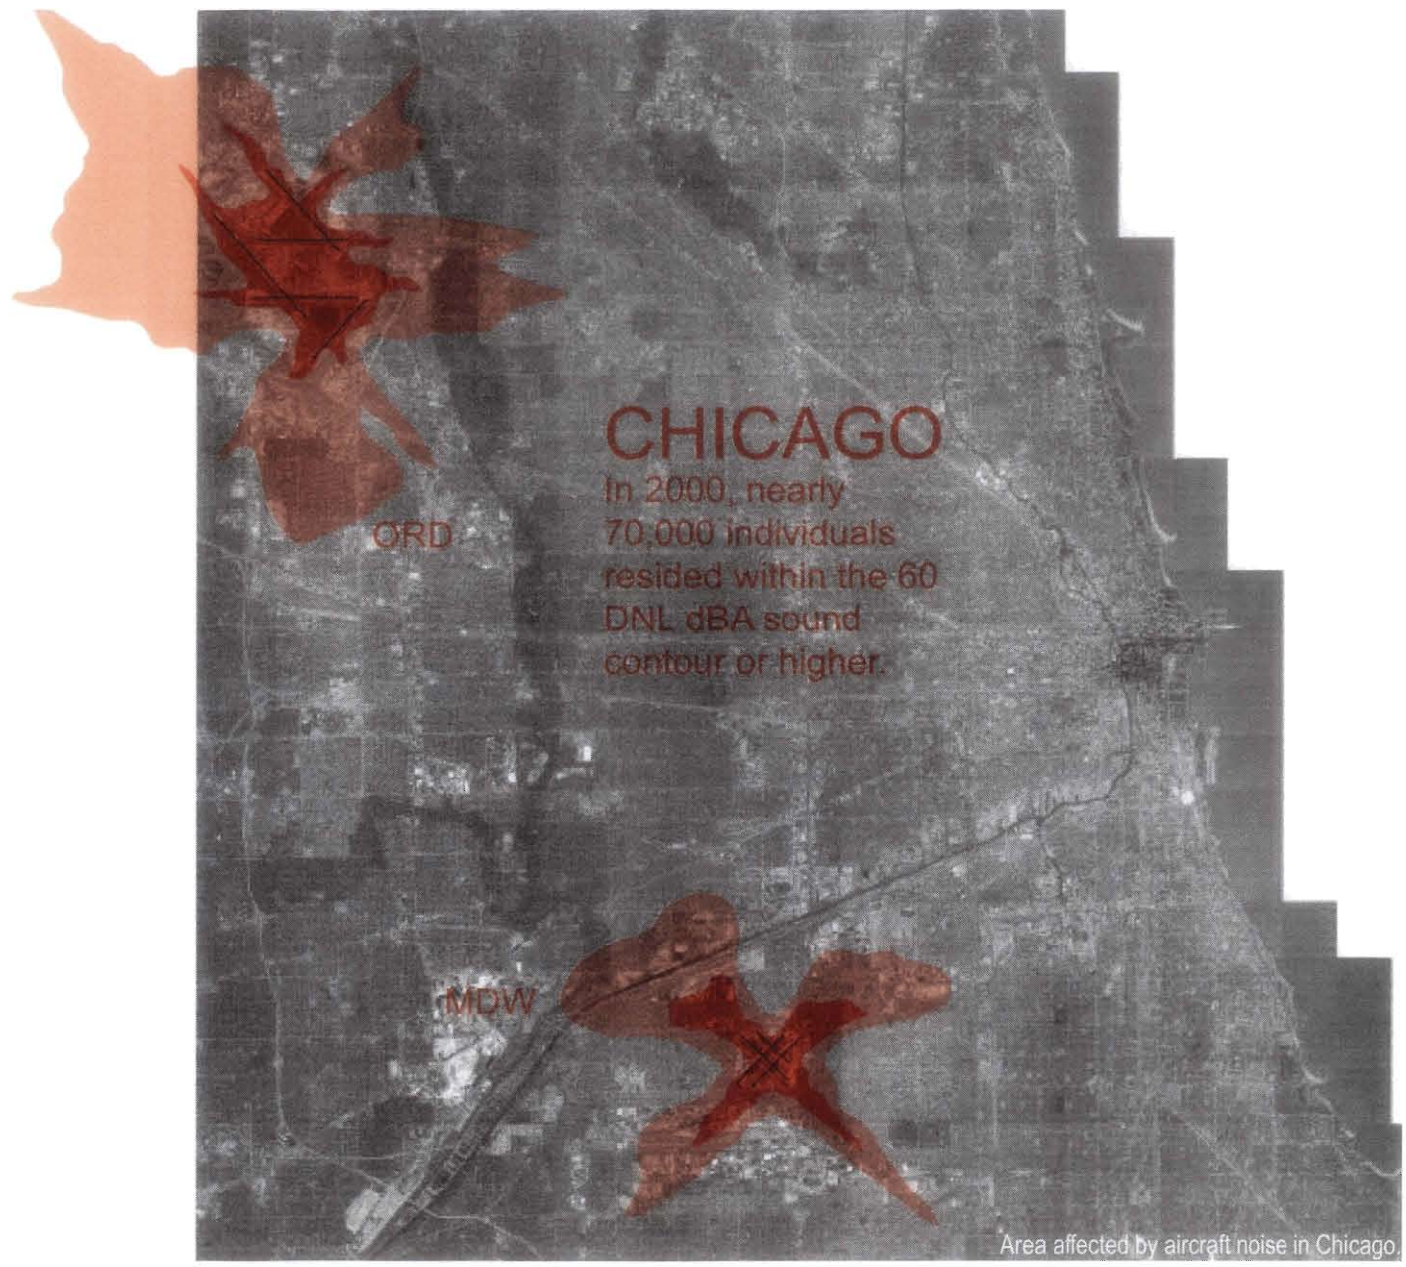 CHICAGO
In 2000, nearly
70,000 individuals
resided within the 60
DNL dBA sound
contour or higher.
ORD
MDW
Area affected by aircraft noise in Chicago.